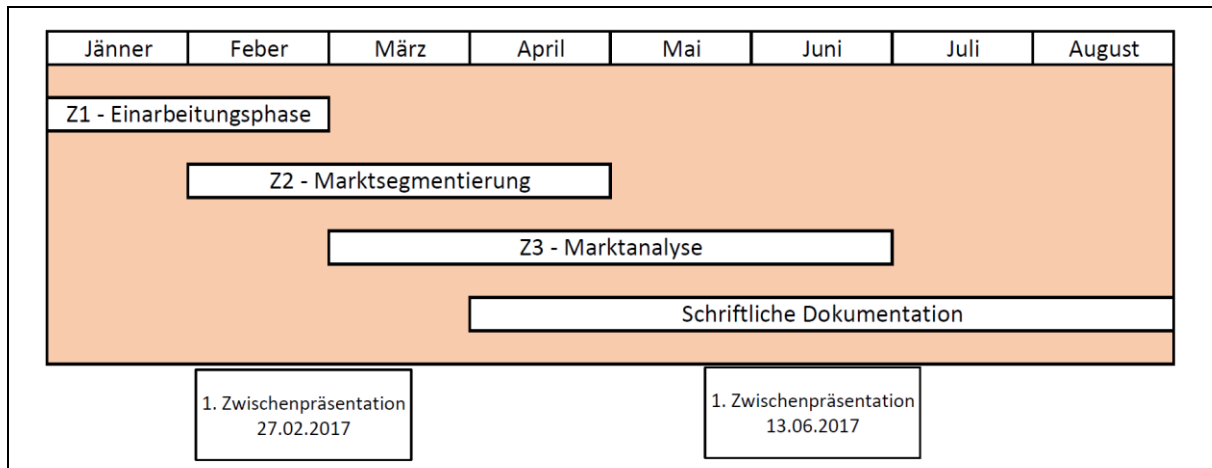 Jänner Feber März April Mai Juni Juli August
Z1 - Einarbeitungsphase
Z2 - Marktsegmentierung
Z3 - Marktanalyse
Schriftliche Dokumentation
1. Zwischenpräsentation
27.02.2017
1. Zwischenpräsentation
13.06.2017